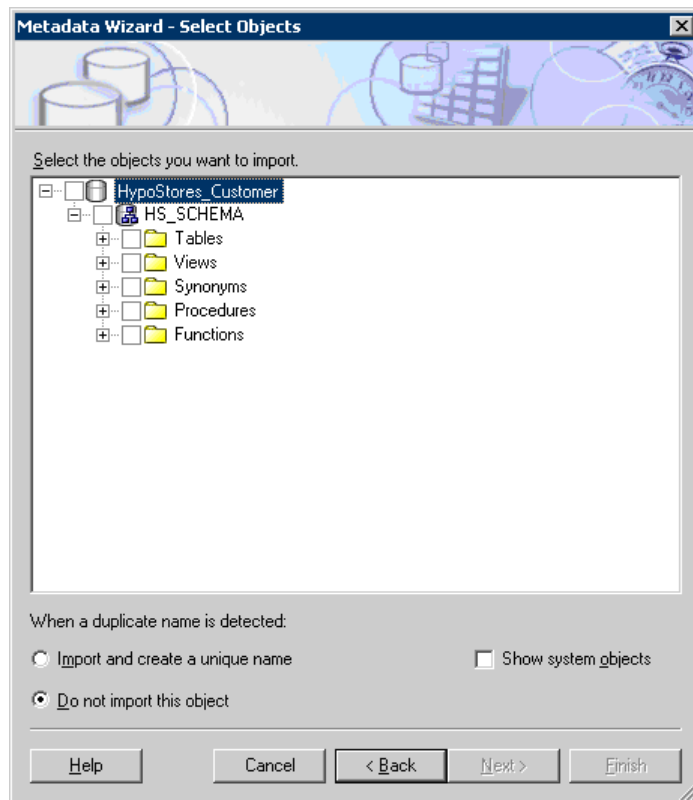 Metadata Wizard - Select Objects
Select the objects you want to import.
HypoStores_Customer
HS_SCHEMA
Tables
Views
Synonyms
Procedures
Functions
When a duplicate name is detected:
Import and create a unique name
Show system objects
Do not import this object
Help
Cancel
< Back
Next >
Finish